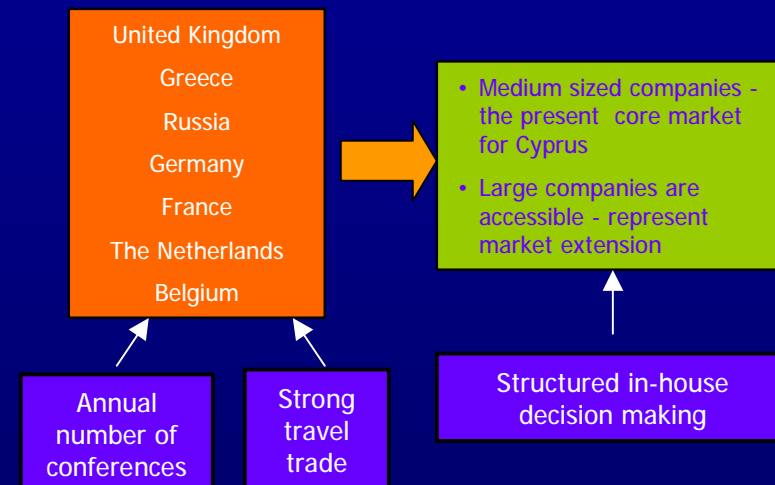 United Kingdom
Greece
Russia
Germany
France
The Netherlands
Belgium
• Medium sized companies -
the present core market
for Cyprus
• Large companies are
accessible - represent
market extension
Annual
number of
conferences
Strong
travel
trade
Structured in-house
decision making